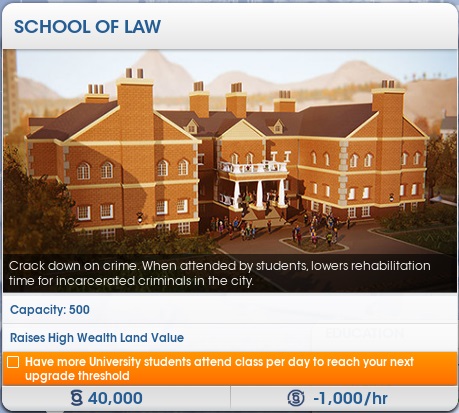 SCHOOL OF LAW
Crack down on crime. When attended by students, lowers rehabilitation
time for incarcerated criminals in the city.
Capacity: 500
Raises High Wealth Land Value
EDUCATION
Have more University students attend class per day to reach your next
upgrade threshold
40,000
-1,000/hr